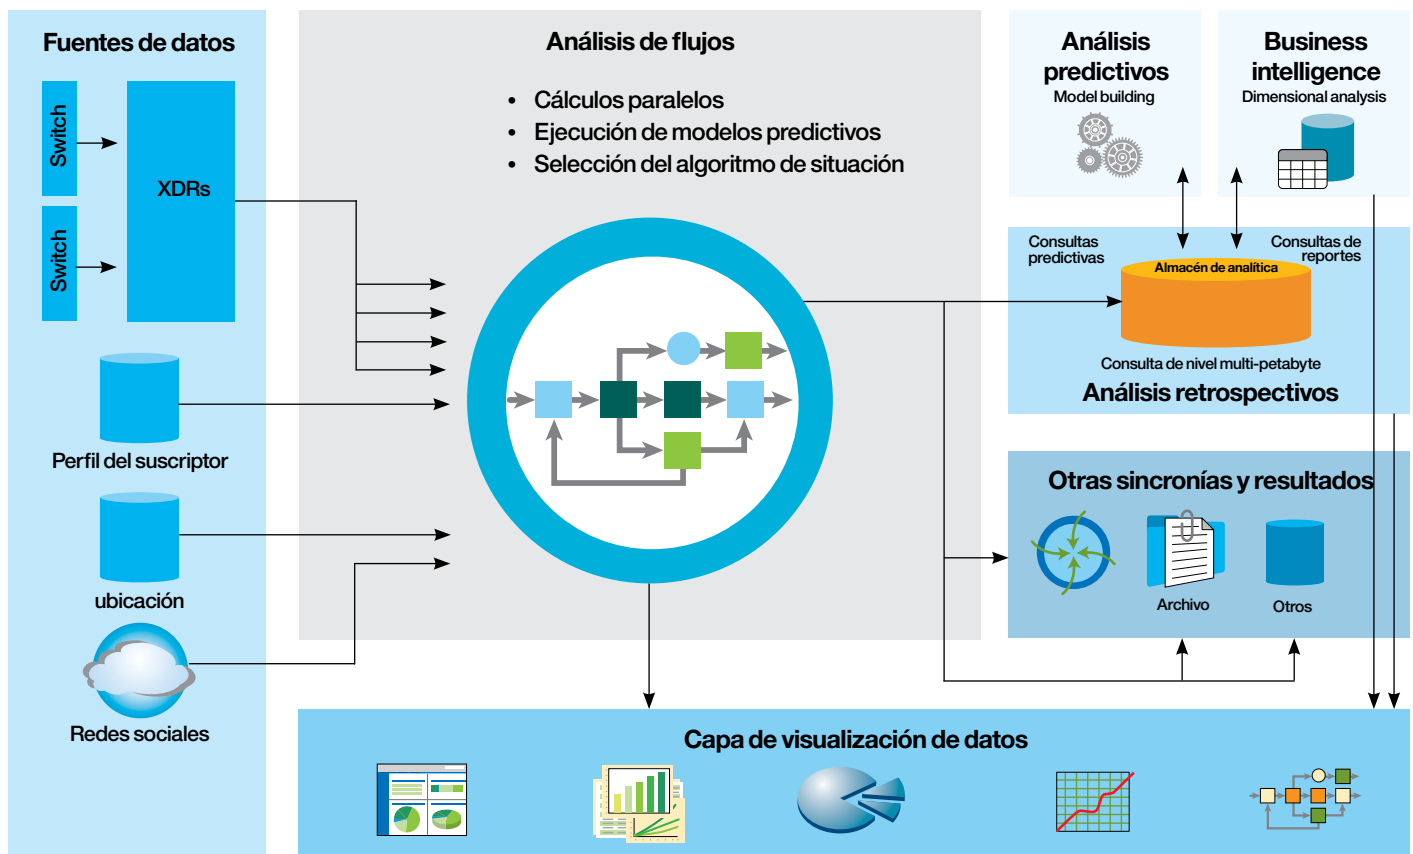 Fuentes de datos
Switch
Switch
XDRs
Perfil del suscriptor
ubicación
Redes sociales
Análisis de flujos
• Cálculos paralelos
• Ejecución de modelos predictivos
• Selección del algoritmo de situación
Análisis
predictivos
Model building
Business
intelligence
Dimensional analysis
Consultas
predictivas
Consultas de
reportes
Almacén de analítica
Consulta de nivel multi-petabyte
Análisis retrospectivos
Otras sincronías y resultados
Archivo
Otros
Capa de visualización de datos